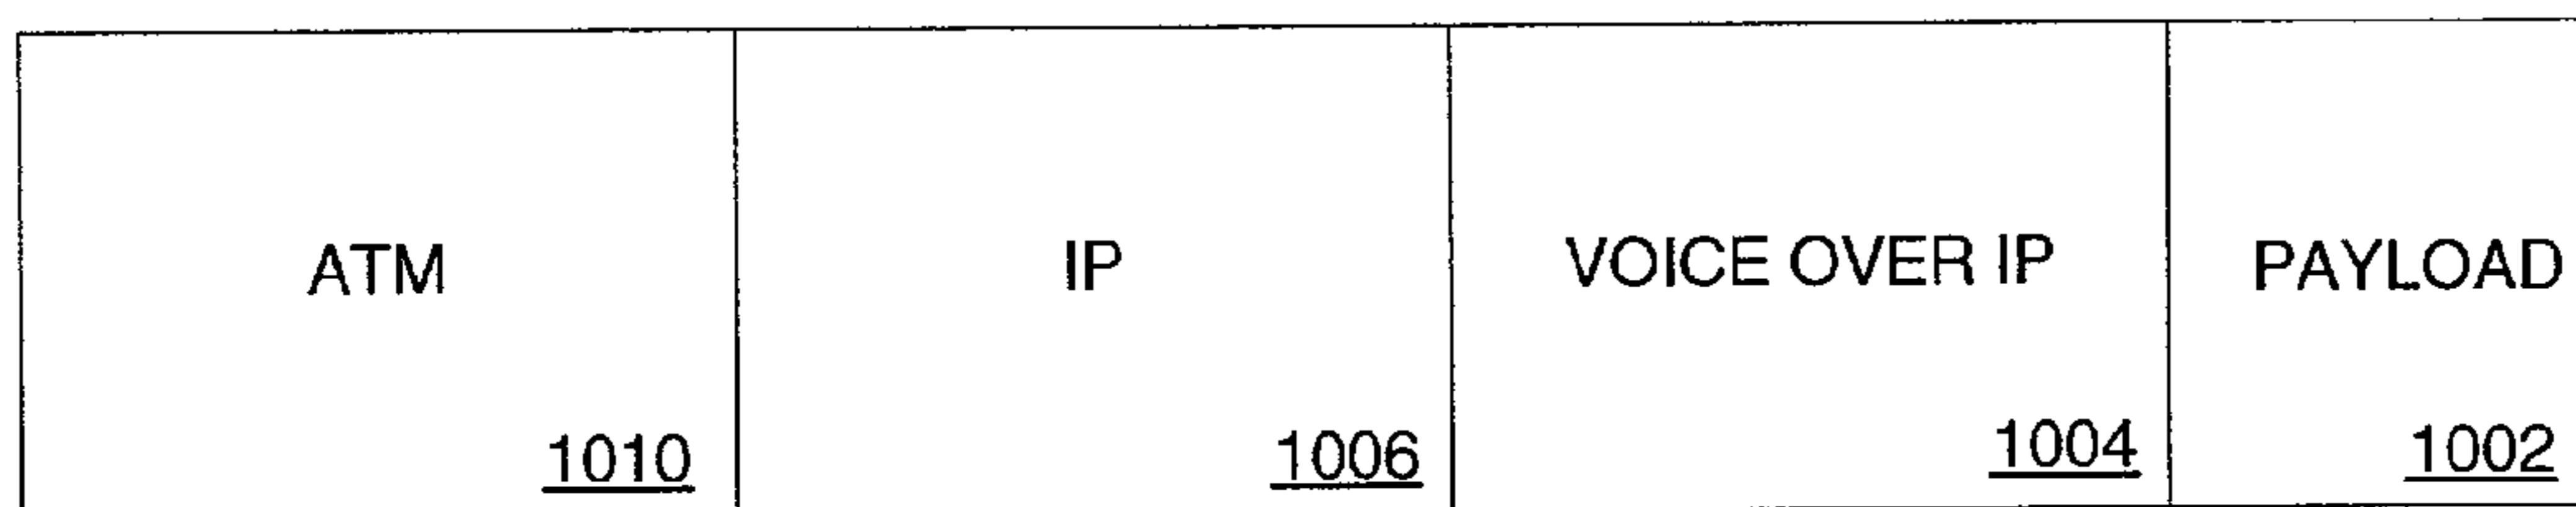 ATM IP VOICE OVER IP PAYLOAD
1010 1006 1004 1002